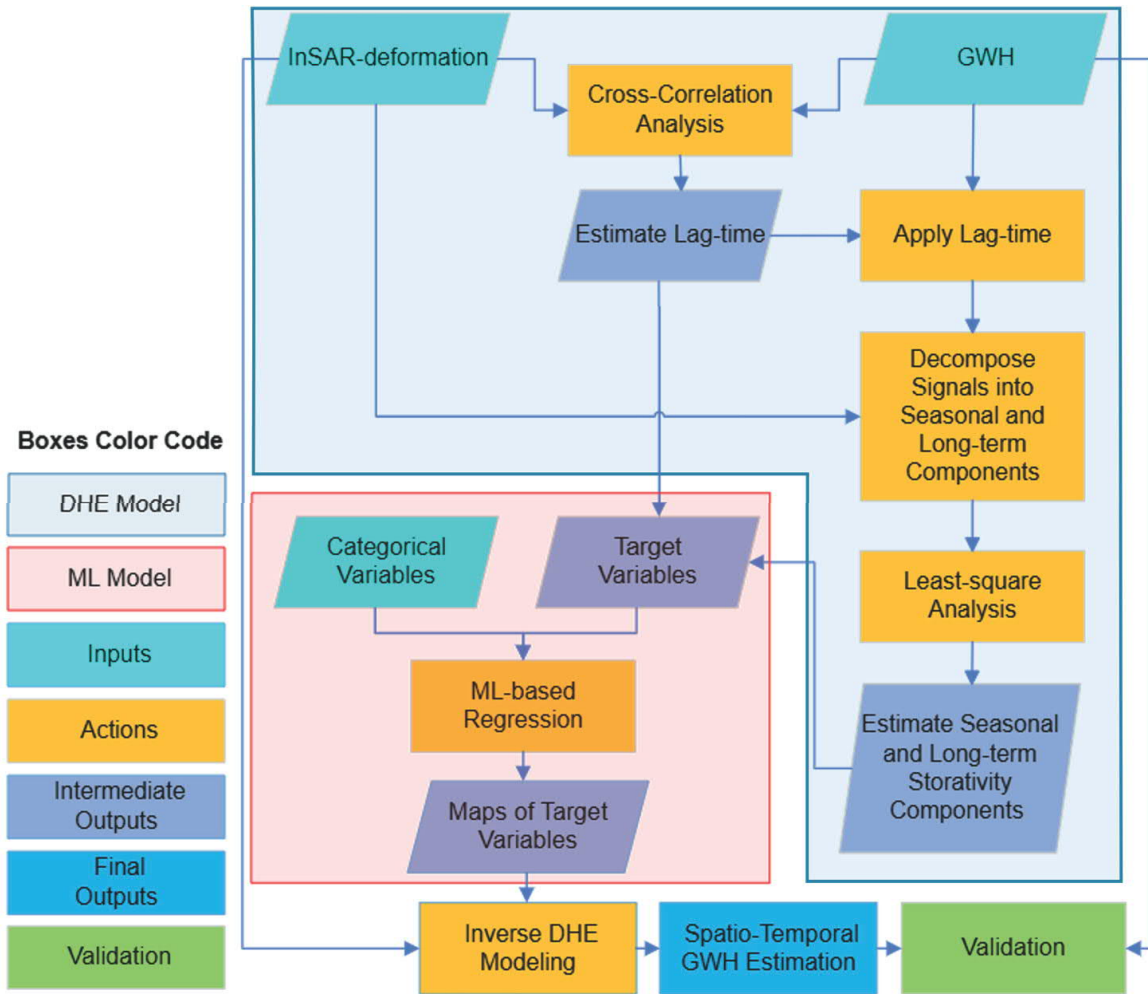 InSAR-deformation
GWH
Cross-Correlation
Analysis
Estimate Lag-time
Apply Lag-time
Decompose
Signals into
Seasonal and
Long-term
Components
Boxes Color Code
DHE Model
ML Model
Inputs
Actions
Intermediate
Outputs
Final
Outputs
Validation
Categorical
Variables
Target
Variables
Least-square
Analysis
ML-based
Regression
Estimate Seasonal
and Long-term
Storativity
Components
Maps of Target
Variables
Inverse DHE
Modeling
Spatio-Temporal
GWH Estimation
Validation